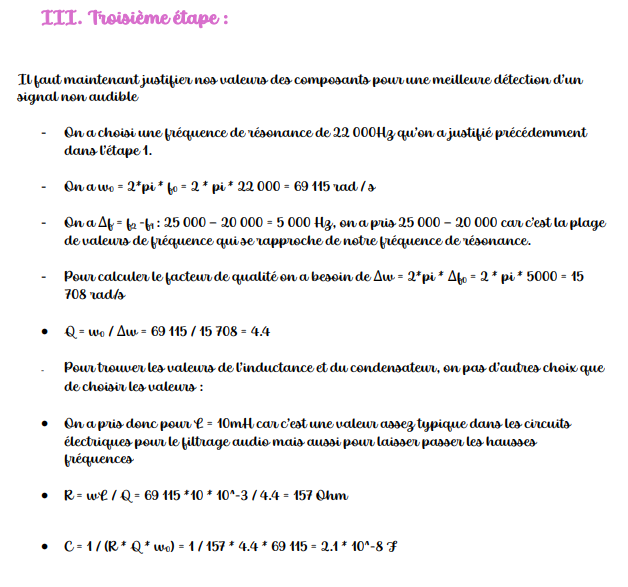 III. Troisième étape :
Il faut maintenant justifier nos valeurs des composants pour une meilleure détection d'un
signal non audible
- On a choisi une fréquence de résonance de 22 000Hz qu'on a justifié précédemment
dans l'étape 1.
- On a w₀ = 2*pi * f₀ = 2 * pi * 22 000 = 69 115 rad / s
- On a Δf = f₂ -f₁ : 25 000 – 20 000 = 5 000 Hz, on a pris 25 000 – 20 000 car c'est la plage
de valeurs de fréquence qui se rapproche de notre fréquence de résonance.
- Pour calculer le facteur de qualité on a besoin de Δw = 2*pi * Δf₀ = 2 * pi * 5000 = 15
708 rad/s
• Q = w₀ / Δw = 69 115 / 15 708 = 4.4
- Pour trouver les valeurs de l'inductance et du condensateur, on pas d'autres choix que
de choisir les valeurs :
• On a pris donc pour L = 10mH car c'est une valeur assez typique dans les circuits
électriques pour le filtrage audio mais aussi pour laisser passer les hausses
fréquences
• R = wL / Q = 69 115 *10 * 10^-3 / 4.4 = 157 Ohm
• C = 1 / (R * Q * w₀) = 1 / 157 * 4.4 * 69 115 = 2.1 * 10^-8 F